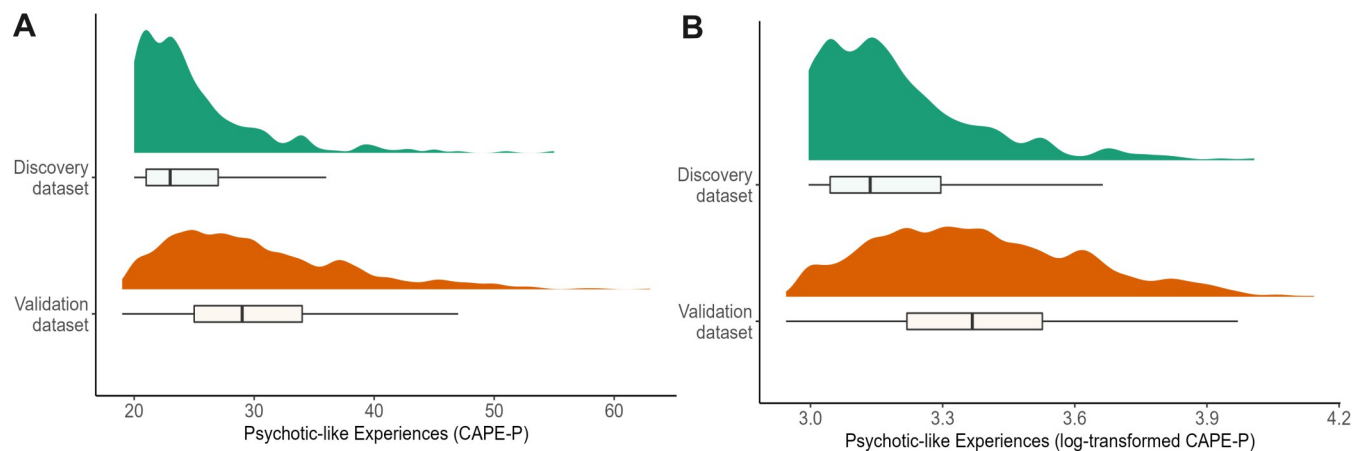 A
Discovery
dataset
Validation
dataset
20 30 40 50 60
Psychotic-like Experiences (CAPE-P)
B
Discovery
dataset
Validation
dataset
3.0 3.3 3.6 3.9 4.2
Psychotic-like Experiences (log-transformed CAPE-P)